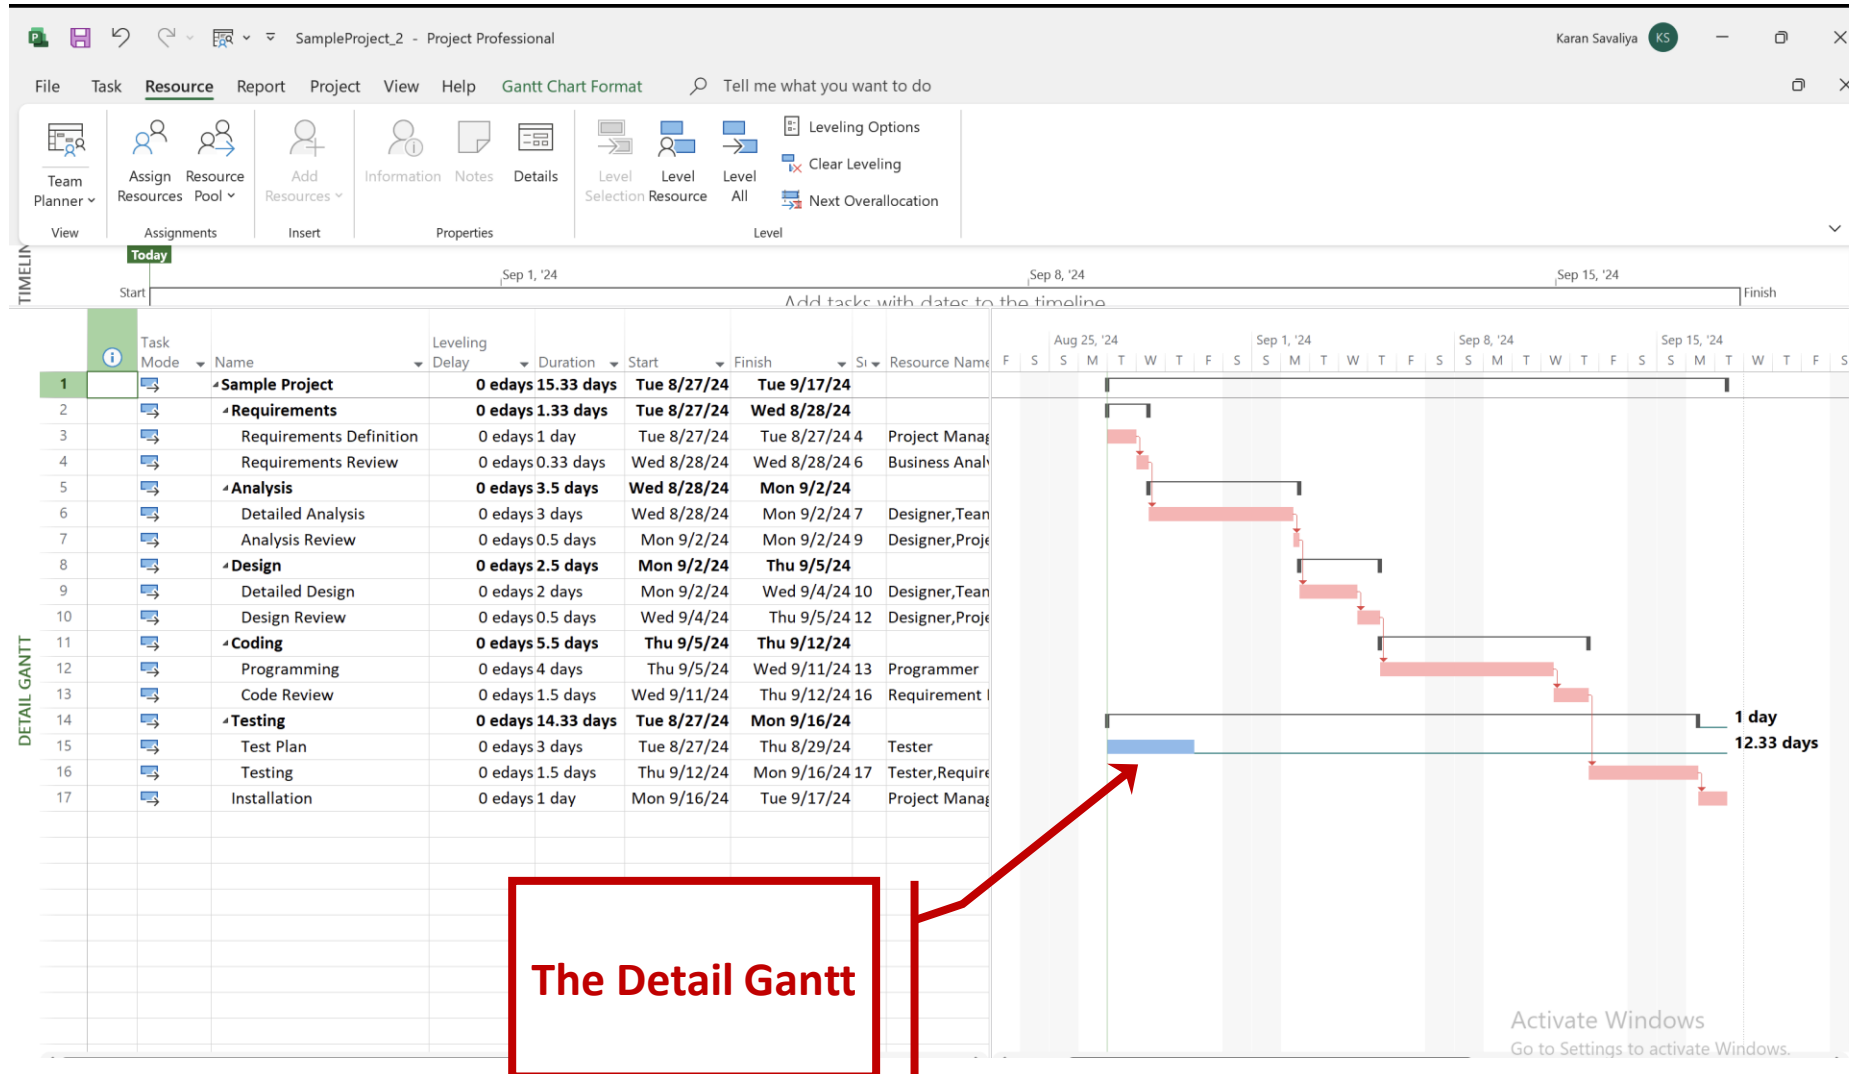 SampleProject_2 - Project Professional
Karan Savaliya KS
File Task Resource Report Project View Help Gantt Chart Format Tell me what you want to do
Team Planner
Assign Resources
Resource Pool
Add Resources
Information
Notes
Details
Level Selection
Level Resource
Level All
Leveling Options
Clear Leveling
Next Overallocation
View Assignments Insert Properties Level
Today
Sep 1, '24 Sep 8, '24 Sep 15, '24
Start
Add tasks with dates to the timeline
Finish
DETAIL GANTT
Task Mode Name Leveling Delay Duration Start Finish Resource Name
Aug 25, '24 Sep 1, '24 Sep 8, '24 Sep 15, '24
F S S M T W T F S S M T W T F S S M T W T F S S M T W T F S
1 Sample Project 0 edays 15.33 days Tue 8/27/24 Tue 9/17/24
2 Requirements 0 edays 1.33 days Tue 8/27/24 Wed 8/28/24
3 Requirements Definition 0 edays 1 day Tue 8/27/24 Tue 8/27/24 4 Project
4 Requirements Review 0 edays 0.33 days Wed 8/28/24 Wed 8/28/24 6 Business
5 Analysis 0 edays 3.5 days Wed 8/28/24 Mon 9/2/24
6 Detailed Analysis 0 edays 3 days Wed 8/28/24 Mon 9/2/24 7 Designer,
7 Analysis Review 0 edays 0.5 days Mon 9/2/24 Mon 9/2/24 9 Designer,
8 Design 0 edays 2.5 days Mon 9/2/24 Thu 9/5/24
9 Detailed Design 0 edays 2 days Mon 9/2/24 Wed 9/4/24 10 Designer,
10 Design Review 0 edays 0.5 days Wed 9/4/24 Thu 9/5/24 12 Designer,
11 Coding 0 edays 5.5 days Thu 9/5/24 Thu 9/12/24
12 Programming 0 edays 4 days Thu 9/5/24 Wed 9/11/24 13 Programmer
13 Code Review 0 edays 1.5 days Wed 9/11/24 Thu 9/12/24 16 Requirement
14 Testing 0 edays 14.33 days Tue 8/27/24 Mon 9/16/24 1 day
15 Test Plan 0 edays 3 days Tue 8/27/24 Thu 8/29/24 Tester 12.33 days
16 Testing 0 edays 1.5 days Thu 9/12/24 Mon 9/16/24 17 Tester,
17 Installation 0 edays 1 day Mon 9/16/24 Tue 9/17/24 Project
The Detail Gantt
Activate Windows
Go to Settings to activate Windows.